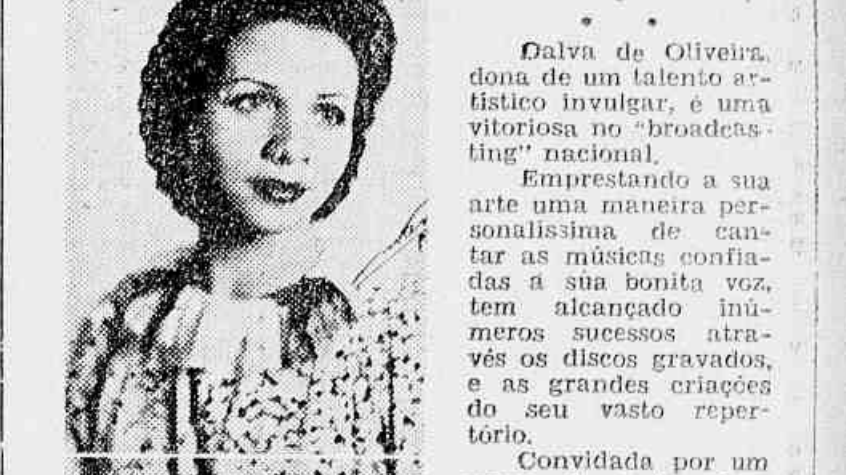 Dalva de Oliveira,
dona de um talento ar-
tístico invulgar, é uma
vitoriosa no "broadcas-
ting" nacional.
Emprestando a sua
arte uma maneira per-
sonalíssima de can-
tar as músicas confia-
das a sua bonita voz,
tem alcançado inú-
meros sucessos atra-
vés os discos gravados,
e as grandes criações
do seu vasto reper-
tório.
Convidada por um